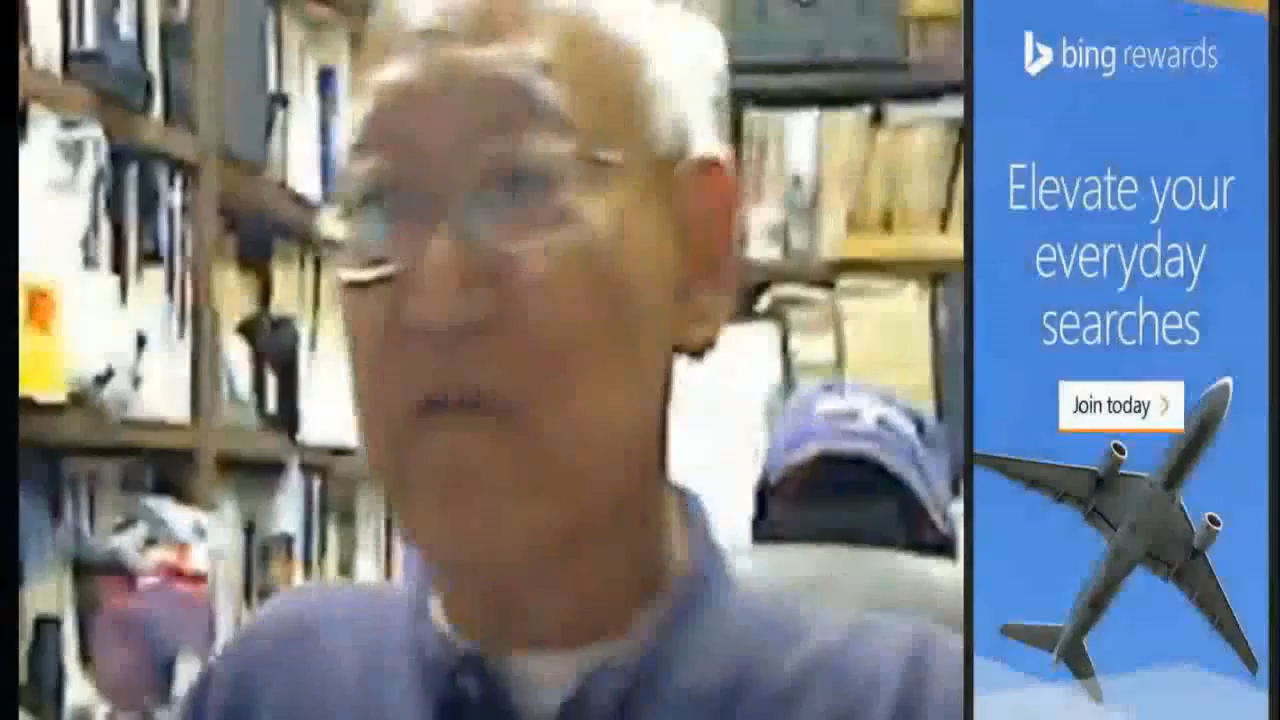 bing rewards
Elevate your
everyday
searches
Join today